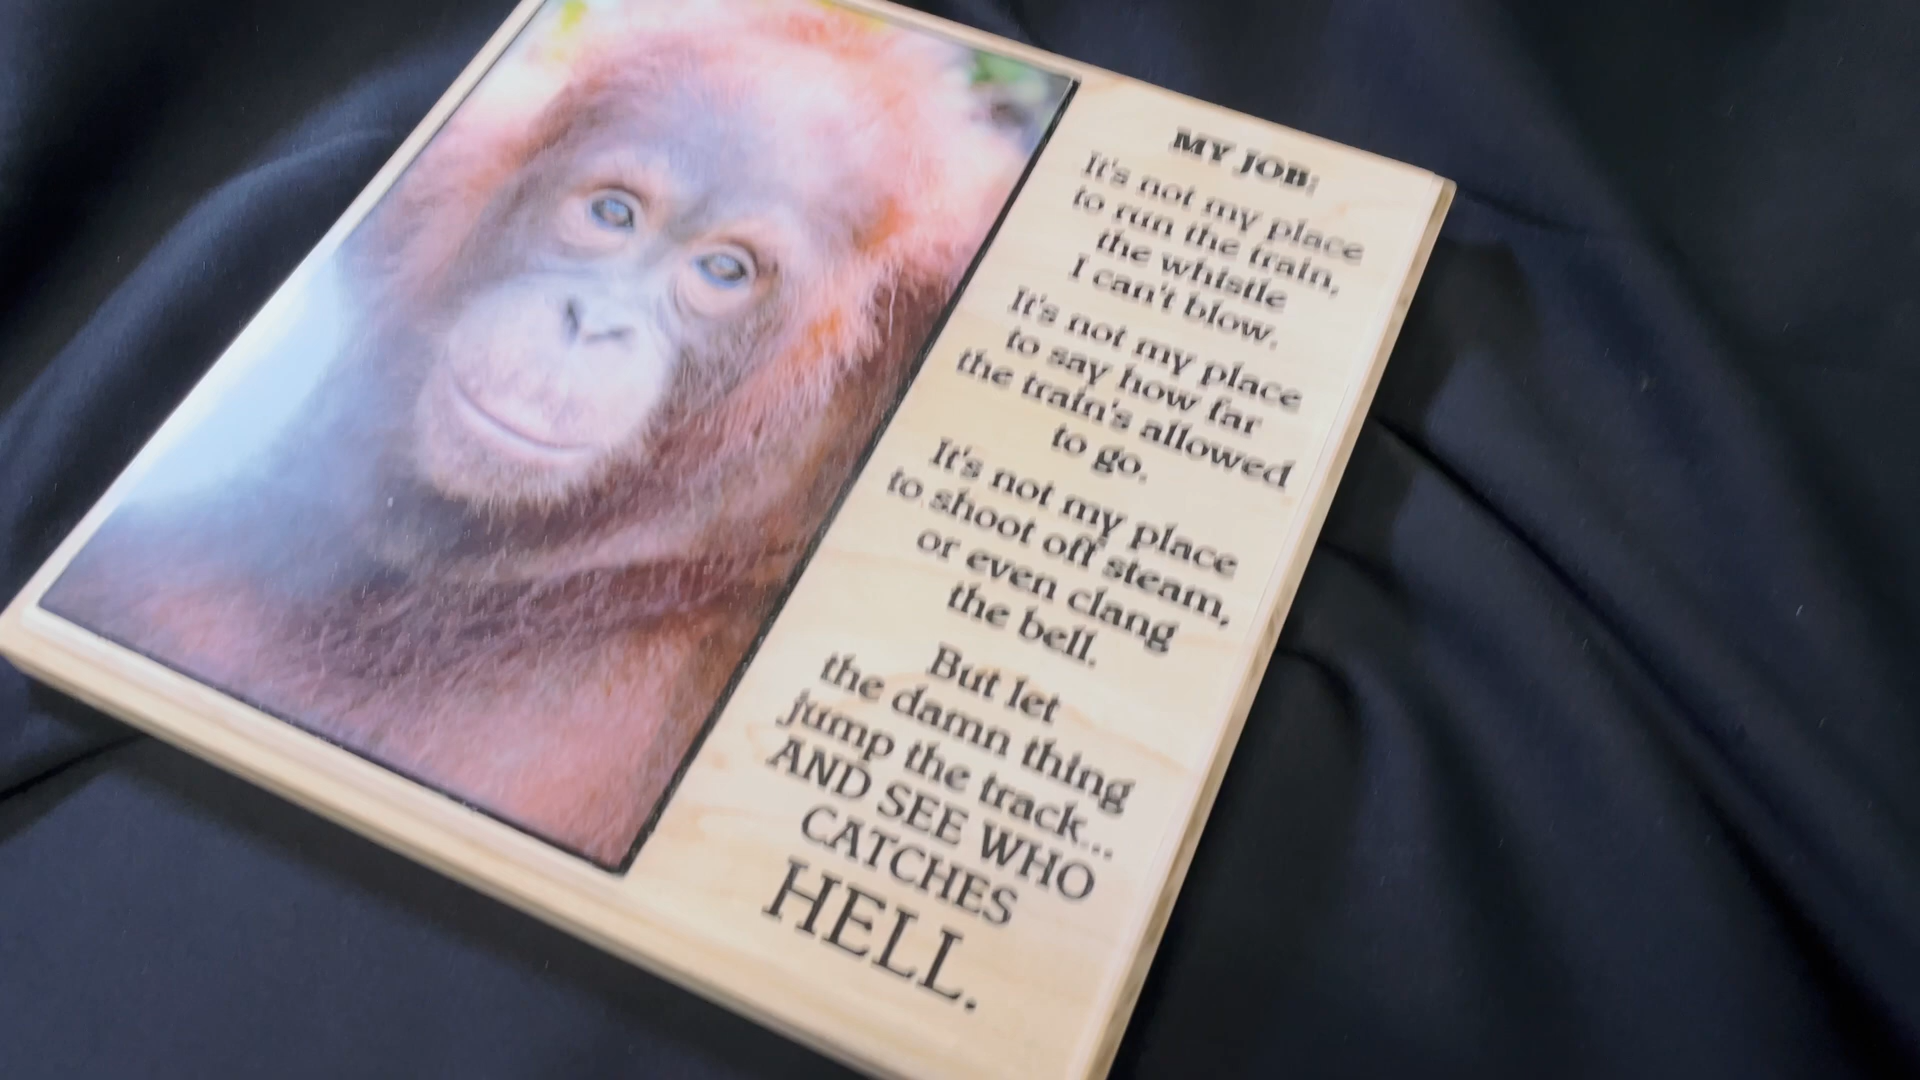 MY JOB:
It's not my place
to run the train,
the whistle
I can't blow.
It's not my place
to say how far
the train's allowed
to go.
It's not my place
to shoot off steam,
or even clang
the bell.
But let
the damn thing
jump the track...
AND SEE WHO
CATCHES
HELL.